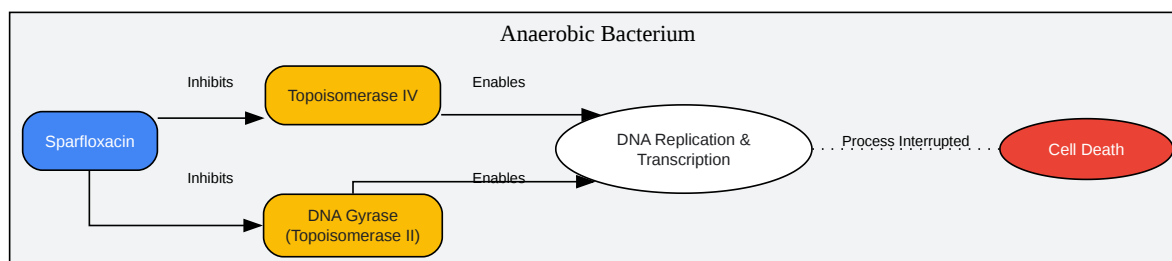 Anaerobic Bacterium
Inhibits
Enables
Topoisomerase IV
Sparfloxacin
DNA Replication &
Transcription
Process Interrupted
Cell Death
Inhibits
Enables
DNA Gyrase
(Topoisomerase II)